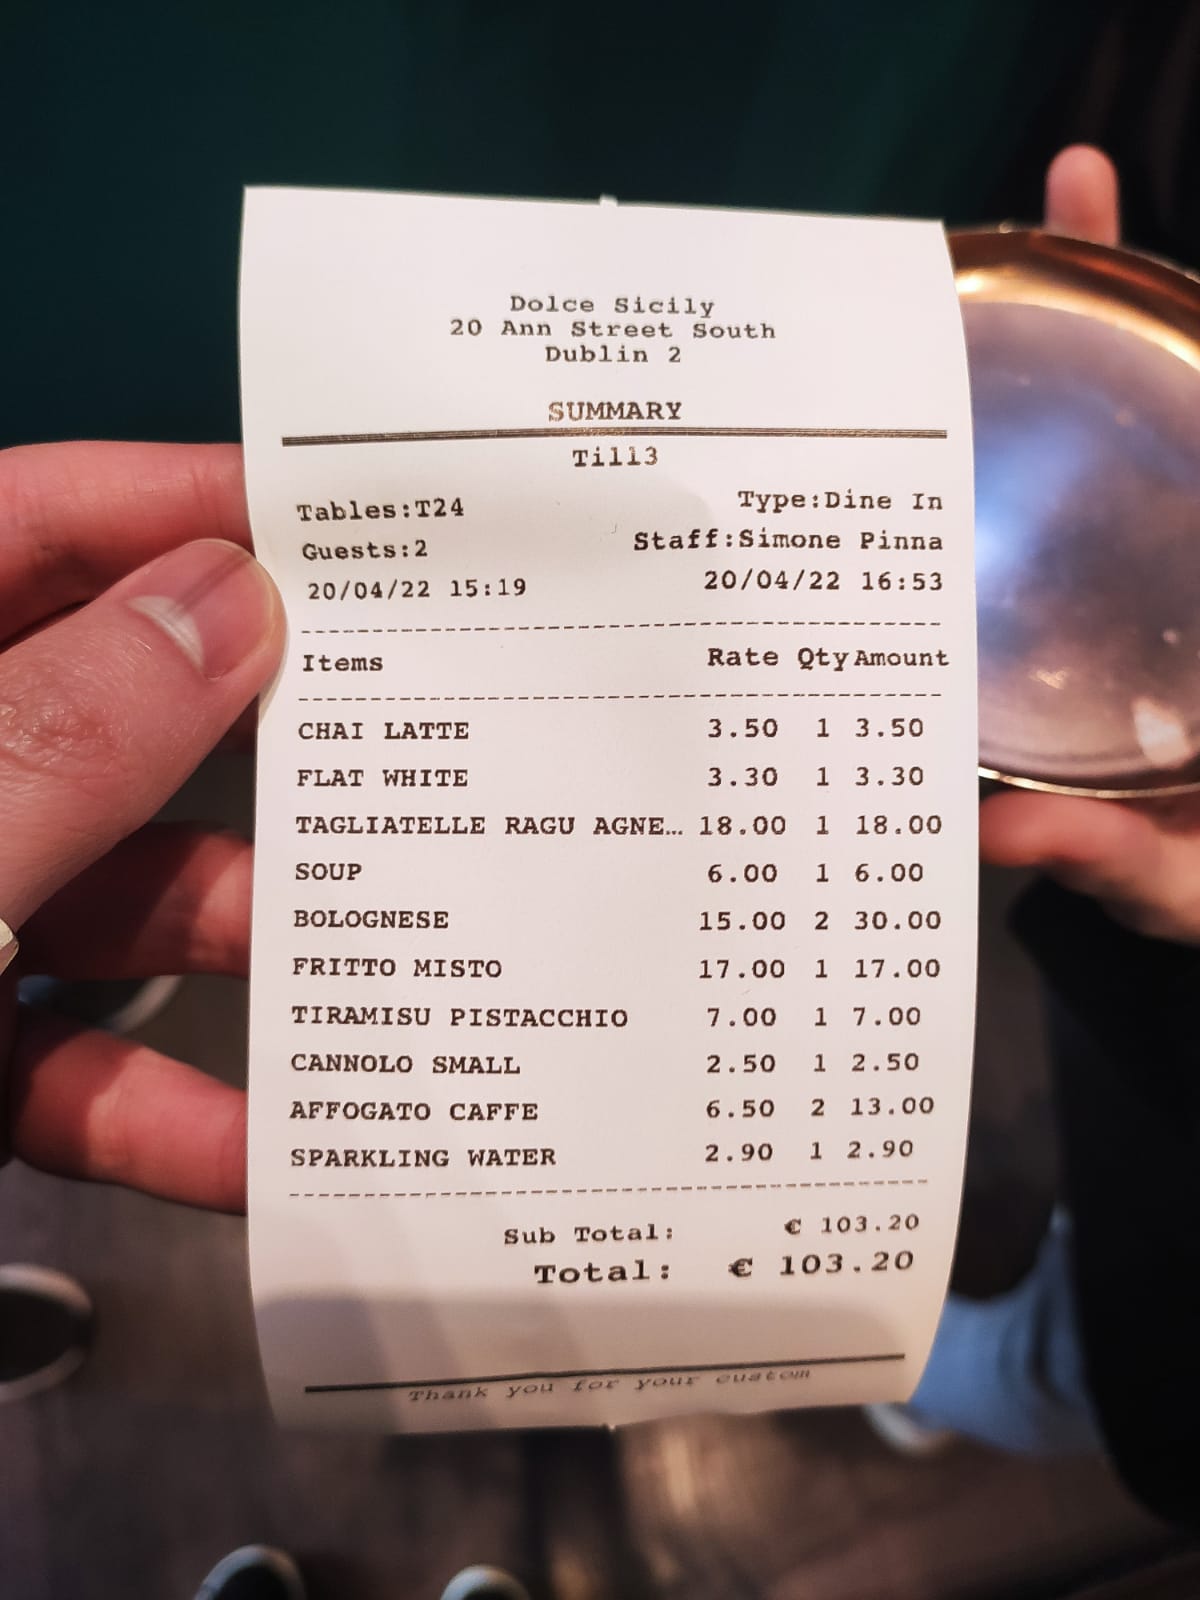 Dolce Sicily
20 Ann Street South
Dublin 2
SUMMARY
Till3
Tables:T24 Type:Dine In
Guests:2 Staff:Simone Pinna
20/04/22 15:19 20/04/22 16:53
Items Rate Qty Amount
CHAI LATTE 3.50 1 3.50
FLAT WHITE 3.30 1 3.30
TAGLIATELLE RAGU AGNE… 18.00 1 18.00
SOUP 6.00 1 6.00
BOLOGNESE 15.00 2 30.00
FRITTO MISTO 17.00 1 17.00
TIRAMISU PISTACCHIO 7.00 1 7.00
CANNOLO SMALL 2.50 1 2.50
AFFOGATO CAFFE 6.50 2 13.00
SPARKLING WATER 2.90 1 2.90
Sub Total: € 103.20
Total: € 103.20
Thank you for your custom